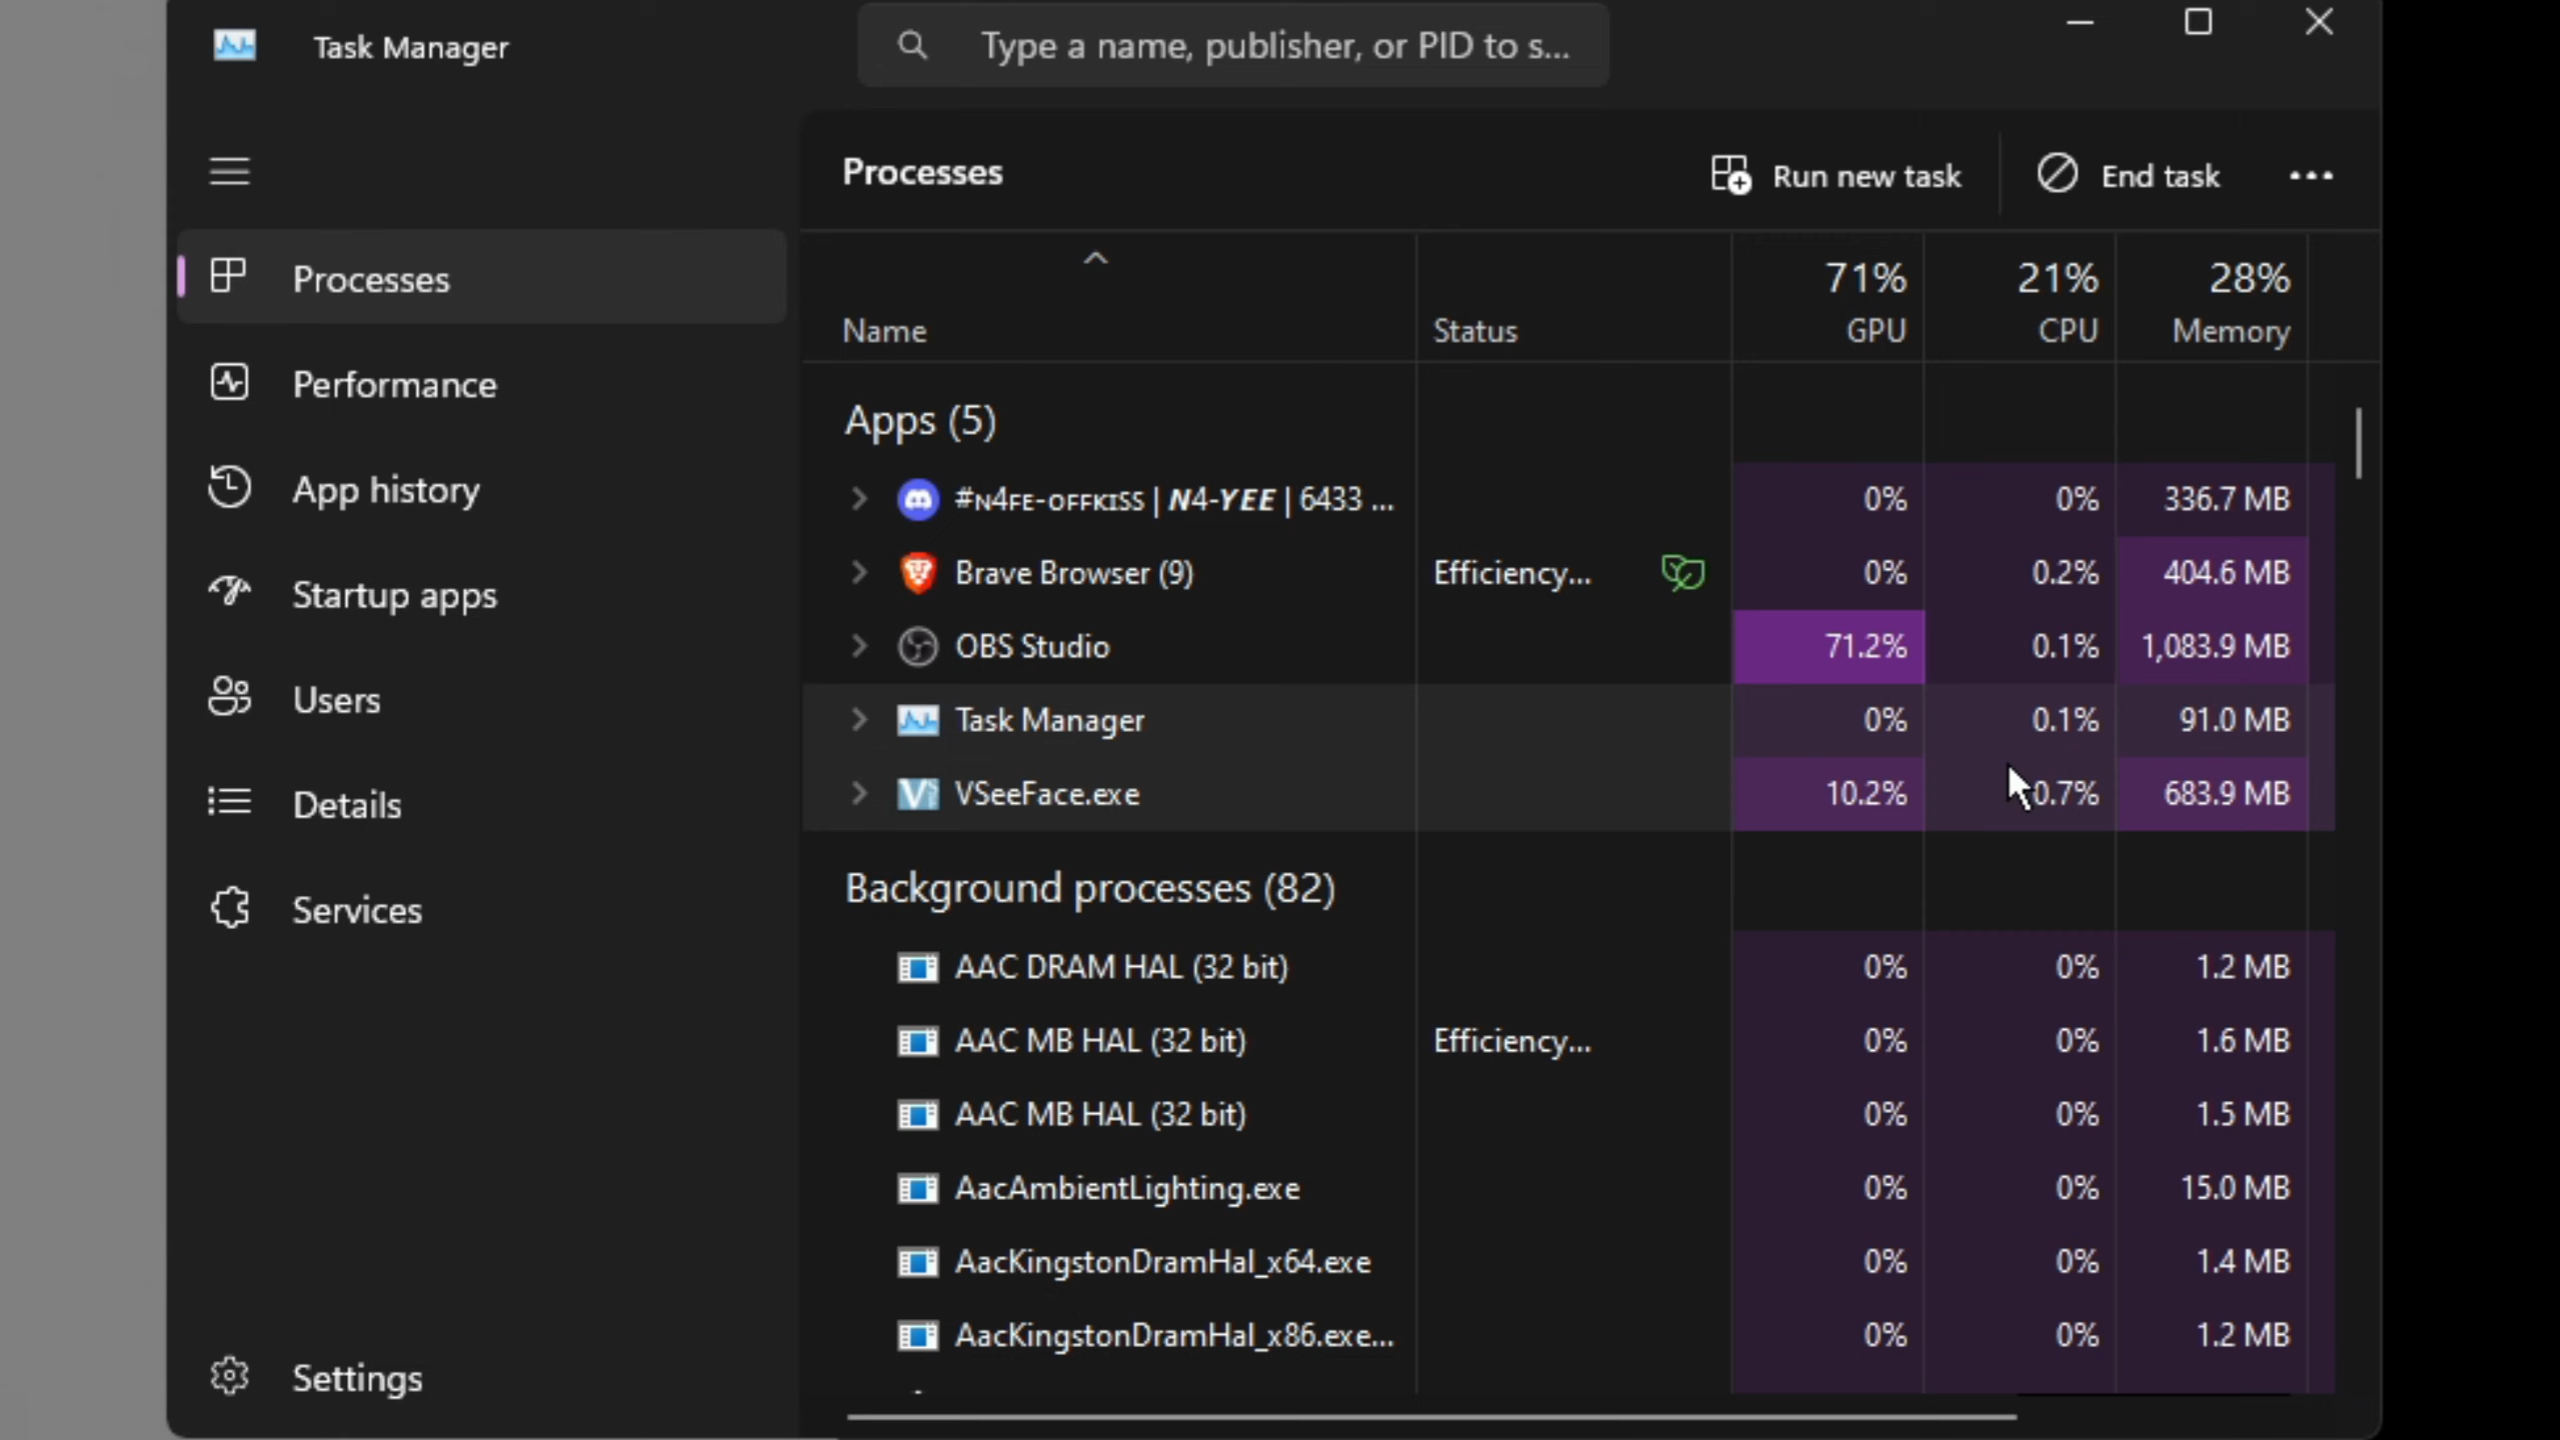 Task Manager
Type a name, publisher, or PID to s...
Processes
Run new task
End task
Processes
Performance
App history
Startup apps
Users
Details
Services
Settings
71% 21% 28%
Name Status GPU CPU Memory
Apps (5)
#ɴ4ꜰᴇ-ᴏꜰꜰᴋɪꜱꜱ | 𝑵4-𝒀𝑬𝑬 | 6433 ... 0% 0% 336.7 MB
Brave Browser (9) Efficiency... 0% 0.2% 404.6 MB
OBS Studio 71.2% 0.1% 1,083.9 MB
Task Manager 0% 0.1% 91.0 MB
VSeeFace.exe 10.2% 0.7% 683.9 MB
Background processes (82)
AAC DRAM HAL (32 bit) 0% 0% 1.2 MB
AAC MB HAL (32 bit) Efficiency... 0% 0% 1.6 MB
AAC MB HAL (32 bit) 0% 0% 1.5 MB
AacAmbientLighting.exe 0% 0% 15.0 MB
AacKingstonDramHal_x64.exe 0% 0% 1.4 MB
AacKingstonDramHal_x86.exe... 0% 0% 1.2 MB